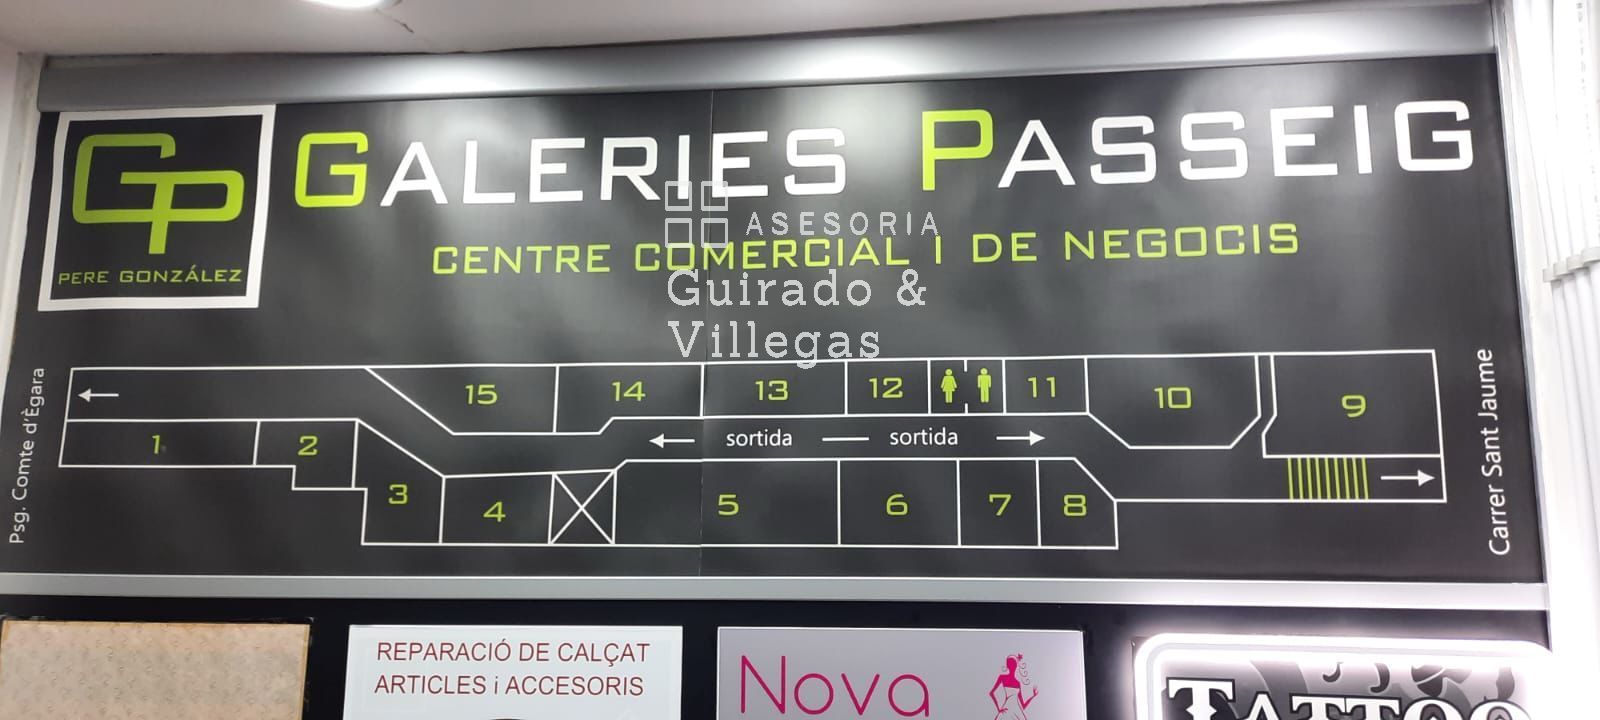 GP
PERE GONZÁLEZ
GALERIES PASSEIG
CENTRE COMERCIAL I DE NEGOCIS
ASESORIA
Guirado &
Villegas
Psg. Comte d'Ègara
15 14 13 12 11 10 9
sortida sortida
1 2 3 4 5 6 7 8
Carrer Sant Jaume
REPARACIÓ DE CALÇAT
ARTICLES i ACCESORIS
Nova
TATTOO